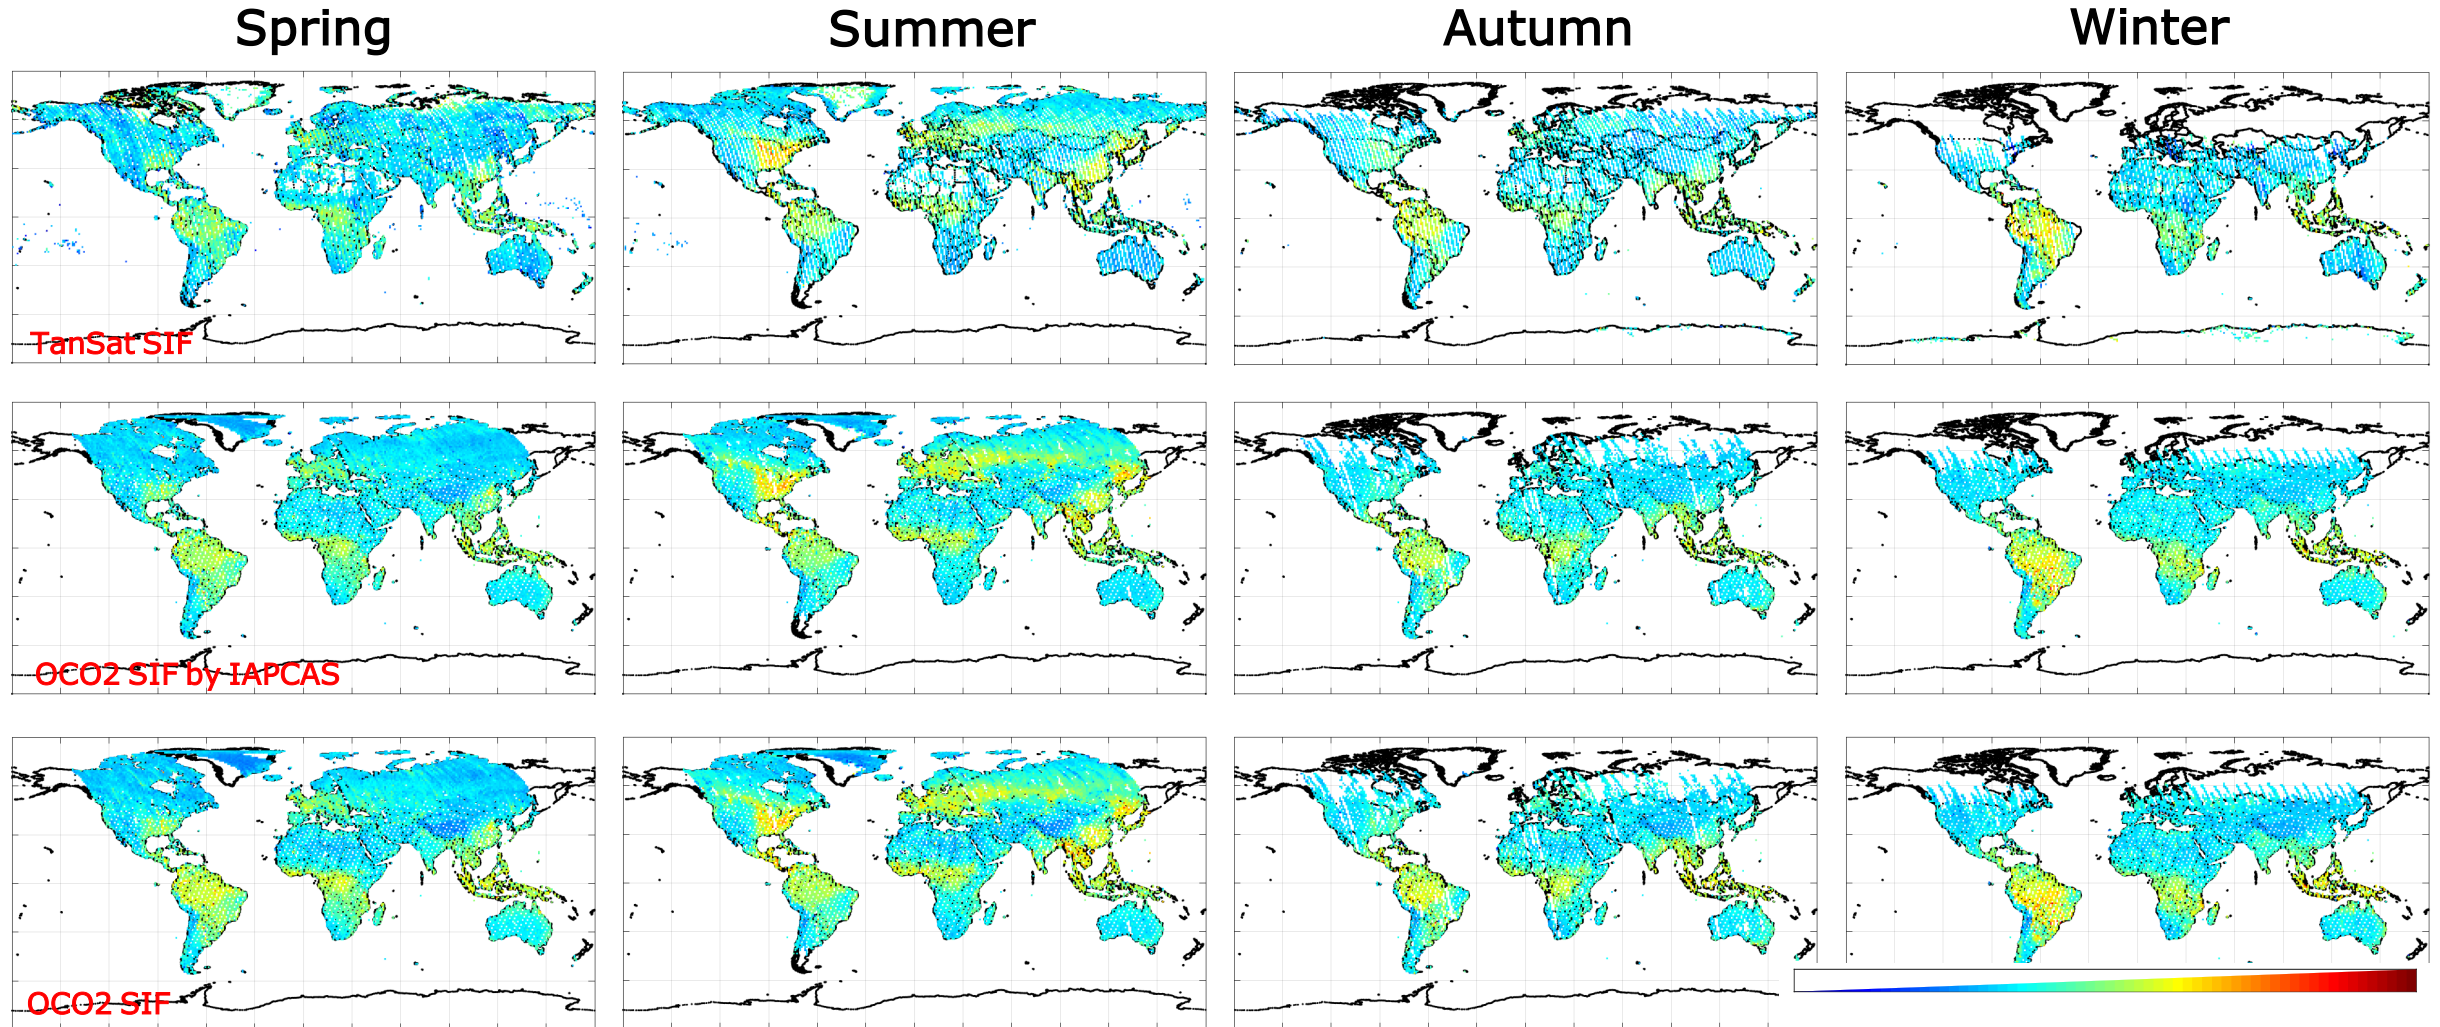 Spring Summer Autumn Winter
TanSat SIF
OCO2 SIF by IAPCAS
OCO2 SIF